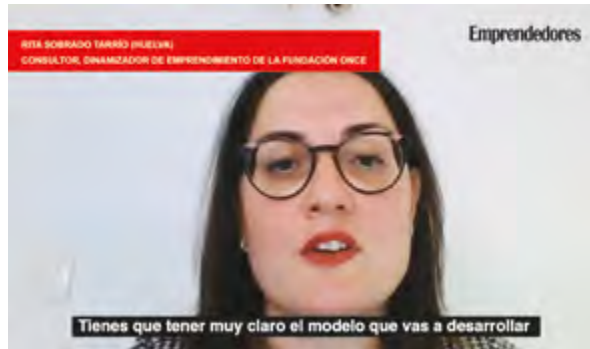 RITA SOBRADO TARRÍO (HUELVA)
CONSULTOR, DINAMIZADOR DE EMPRENDIMIENTO DE LA FUNDACIÓN ONCE
Emprendedores
Tienes que tener muy claro el modelo que vas a desarrollar